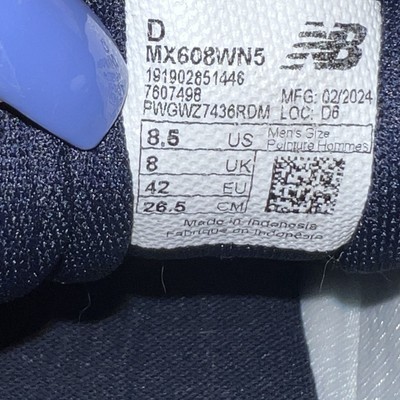 D
MX608WN5
191902851446
7607498 MFG: 02/2024
PWGWZ7436RDM LOC: D6
8.5 US Men's Size
8 UK Pointure Hommes
42 EU
26.5 CM
Made in Indonesia
Fabriqué en Indonésie